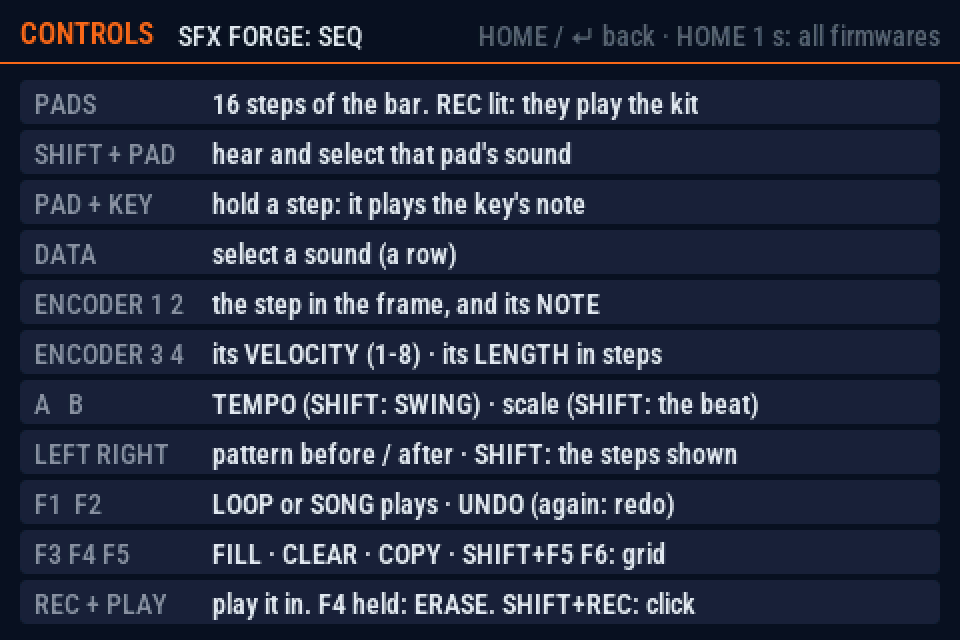 CONTROLS SFX FORGE: SEQ HOME / ↵ back · HOME 1 s: all firmwares
PADS 16 steps of the bar. REC lit: they play the kit
SHIFT + PAD hear and select that pad's sound
PAD + KEY hold a step: it plays the key's note
DATA select a sound (a row)
ENCODER 1 2 the step in the frame, and its NOTE
ENCODER 3 4 its VELOCITY (1-8) · its LENGTH in steps
A B TEMPO (SHIFT: SWING) · scale (SHIFT: the beat)
LEFT RIGHT pattern before / after · SHIFT: the steps shown
F1 F2 LOOP or SONG plays · UNDO (again: redo)
F3 F4 F5 FILL · CLEAR · COPY · SHIFT+F5 F6: grid
REC + PLAY play it in. F4 held: ERASE. SHIFT+REC: click